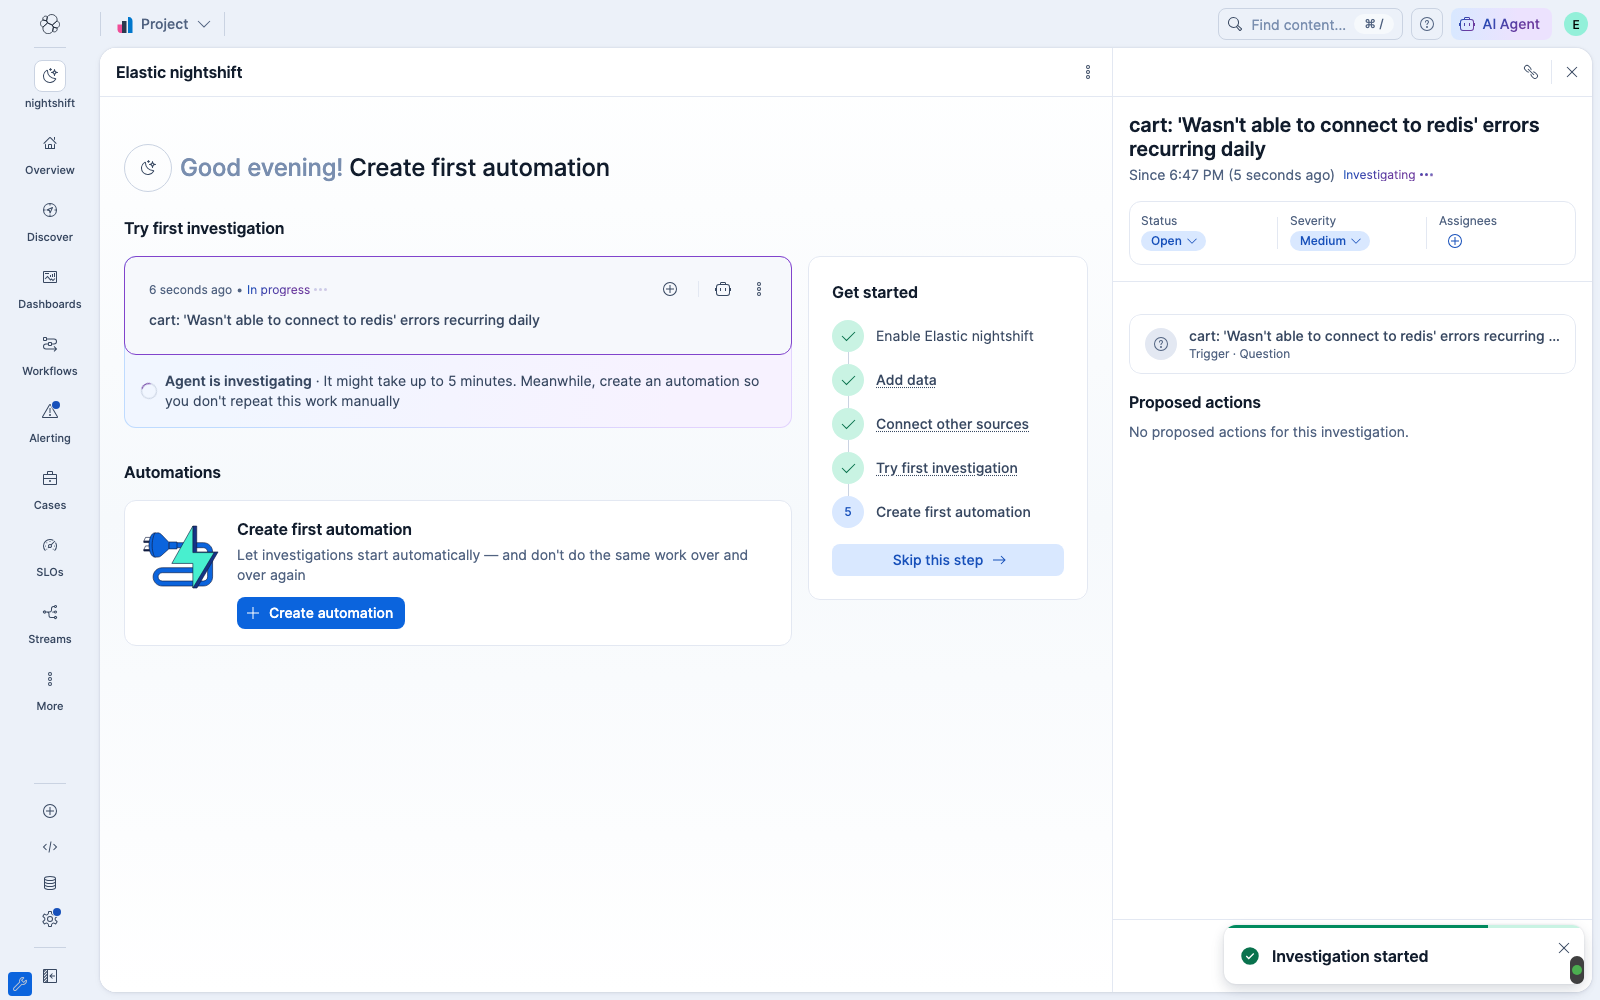 Project
Find content...
⌘ /
AI Agent
E
nightshift
Overview
Discover
Dashboards
Workflows
Alerting
Cases
SLOs
Streams
More
Elastic nightshift
Good evening! Create first automation
Try first investigation
6 seconds ago • In progress
cart: 'Wasn't able to connect to redis' errors recurring daily
Agent is investigating · It might take up to 5 minutes. Meanwhile, create an automation so
you don't repeat this work manually
Automations
Create first automation
Let investigations start automatically — and don't do the same work over and
over again
Create automation
Get started
Enable Elastic nightshift
Add data
Connect other sources
Try first investigation
5
Create first automation
Skip this step
cart: 'Wasn't able to connect to redis' errors
recurring daily
Since 6:47 PM (5 seconds ago) Investigating
Status
Open
Severity
Medium
Assignees
cart: 'Wasn't able to connect to redis' errors recurring ...
Trigger · Question
Proposed actions
No proposed actions for this investigation.
Investigation started